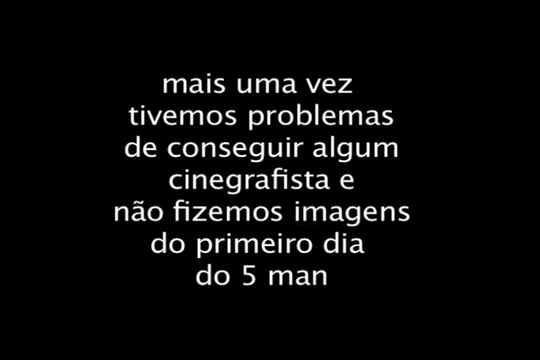 mais uma vez
tivemos problemas
de conseguir algum
cinegrafista e
não fizemos imagens
do primeiro dia
do 5 man